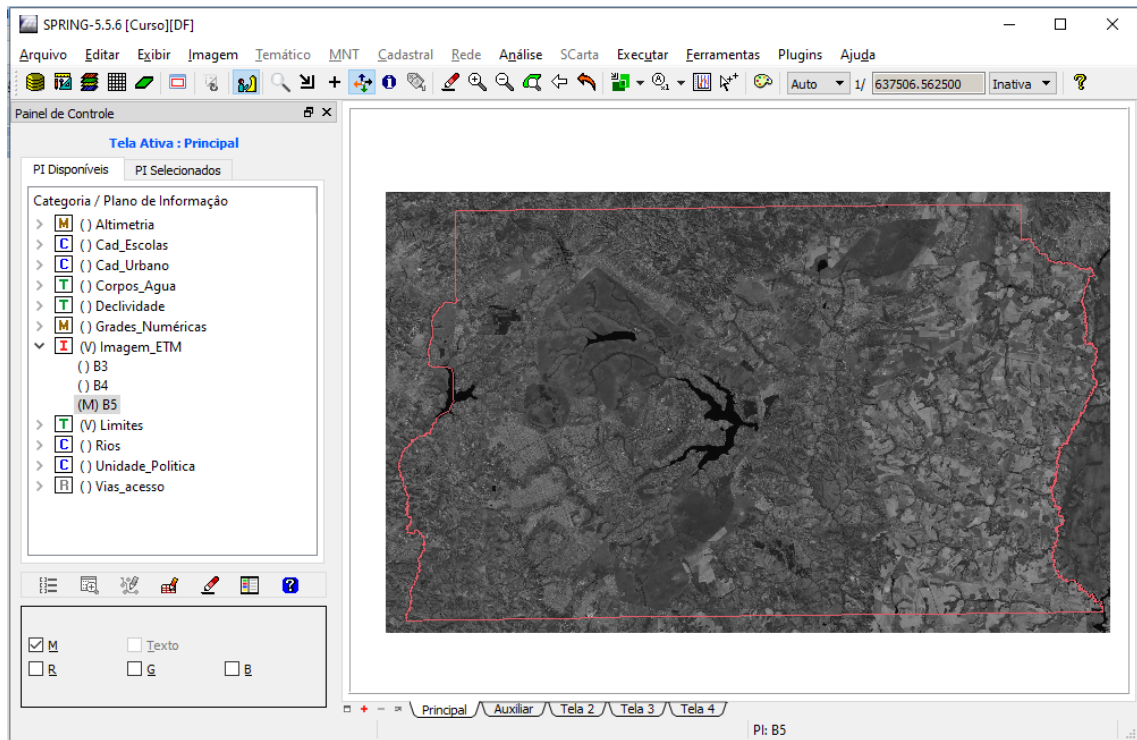 SPRING-5.5.6 [Curso][DF]
Arquivo Editar Exibir Imagem Temático MNT Cadastral Rede Análise SCarta Executar Ferramentas Plugins Ajuda
Auto 1/ 637506.562500 Inativa
Painel de Controle
Tela Ativa : Principal
PI Disponíveis PI Selecionados
Categoria / Plano de Informação
M () Altimetria
C () Cad_Escolas
C () Cad_Urbano
T () Corpos_Agua
T () Declividade
M () Grades_Numéricas
I (V) Imagem_ETM
() B3
() B4
(M) B5
T (V) Limites
C () Rios
C () Unidade_Politica
R () Vias_acesso
M Texto
R G B
Principal Auxiliar Tela 2 Tela 3 Tela 4
PI: B5